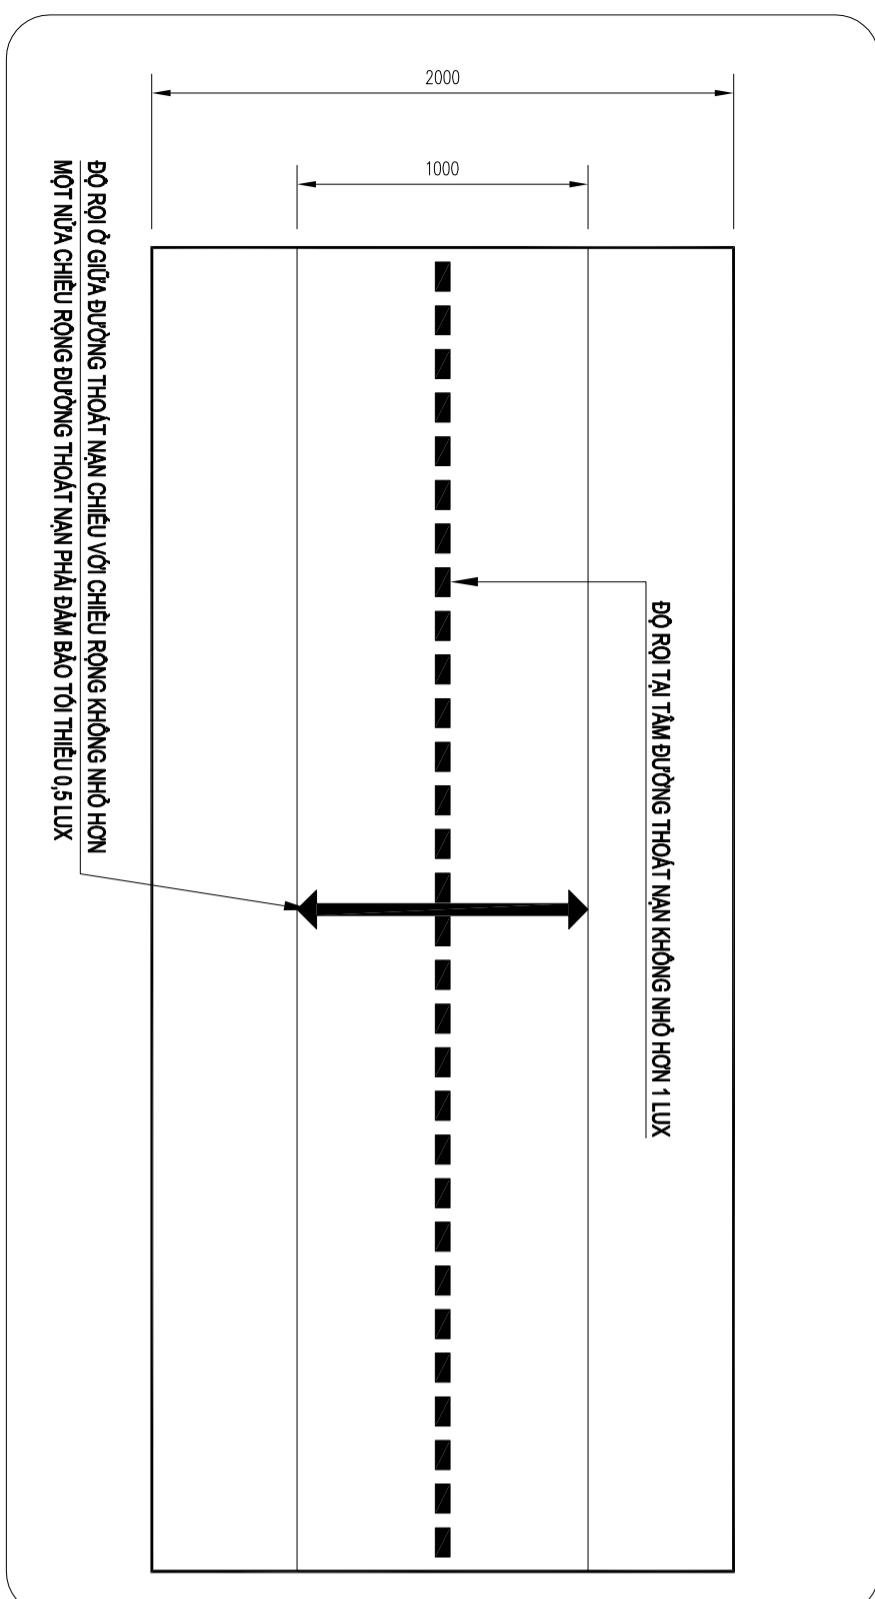 2000
1000
ĐỘ RỌI TẠI TÂM ĐƯỜNG THOÁT NẠN KHÔNG NHỎ HƠN 1 LUX
ĐỘ RỌI Ở GIỮA ĐƯỜNG THOÁT NẠN CHIẾU VỚI CHIỀU RỘNG KHÔNG NHỎ HƠN
MỘT NỬA CHIỀU RỘNG ĐƯỜNG THOÁT NẠN PHẢI ĐẢM BẢO TỐI THIỂU 0,5 LUX